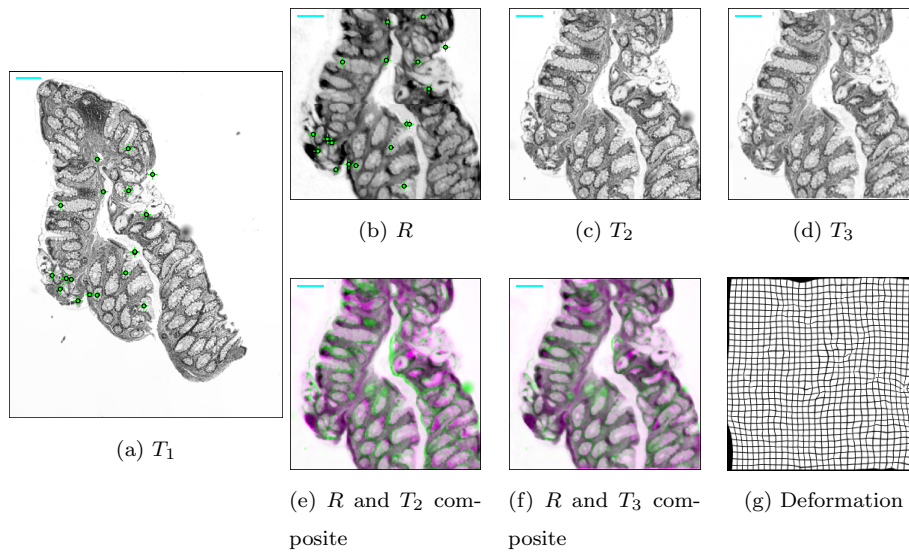 (a) T₁
(b) R
(c) T₂
(d) T₃
(e) R and T₂ com-
posite
(f) R and T₃ com-
posite
(g) Deformation